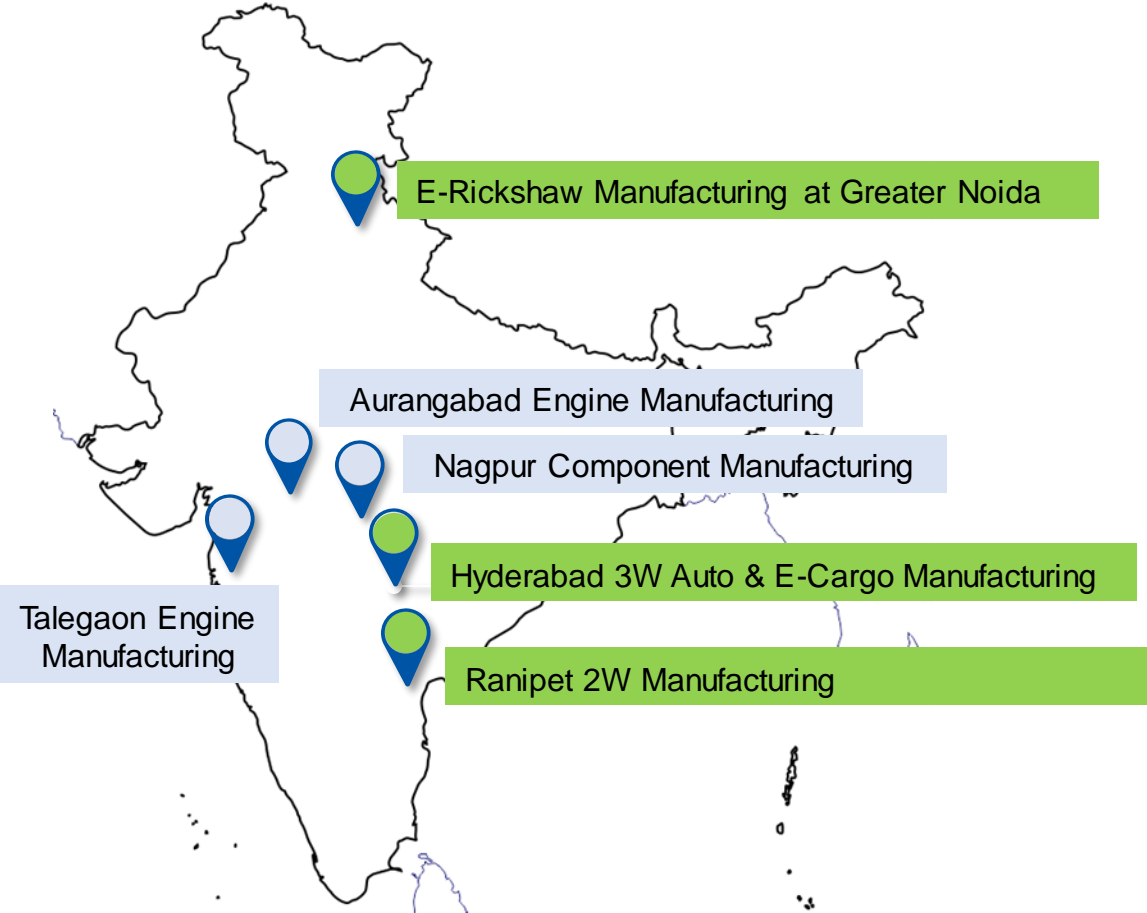 E-Rickshaw Manufacturing at Greater Noida
Aurangabad Engine Manufacturing
Nagpur Component Manufacturing
Hyderabad 3W Auto & E-Cargo Manufacturing
Talegaon Engine
Manufacturing
Ranipet 2W Manufacturing